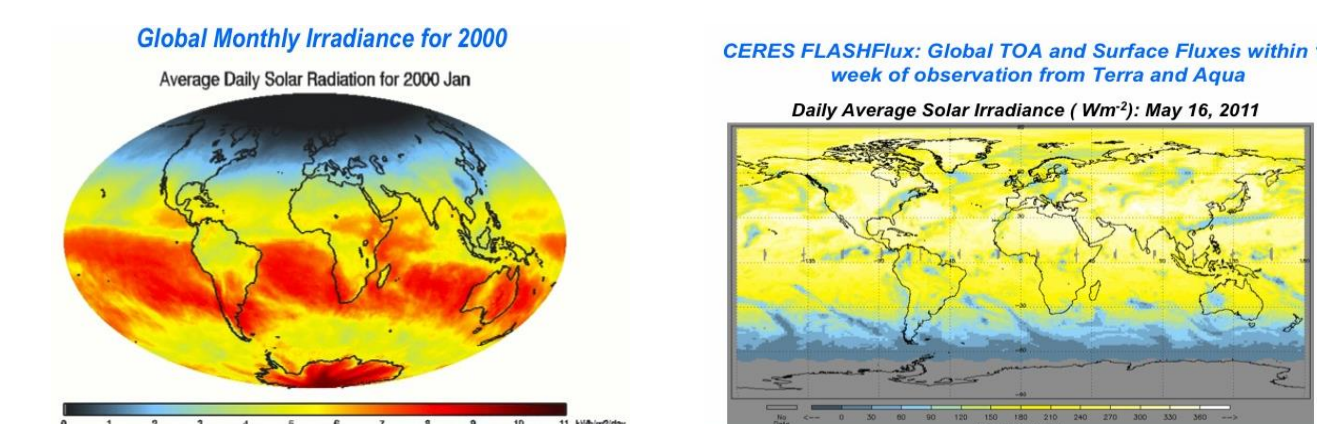 Global Monthly Irradiance for 2000
Average Daily Solar Radiation for 2000 Jan
0 1 2 3 4 5 6 7 8 9 10 11
CERES FLASHFlux: Global TOA and Surface Fluxes within
week of observation from Terra and Aqua
Daily Average Solar Irradiance ( Wm-2): May 16, 2011
No <-- 0 30 60 90 120 150 180 210 240 270 300 330 360 -->